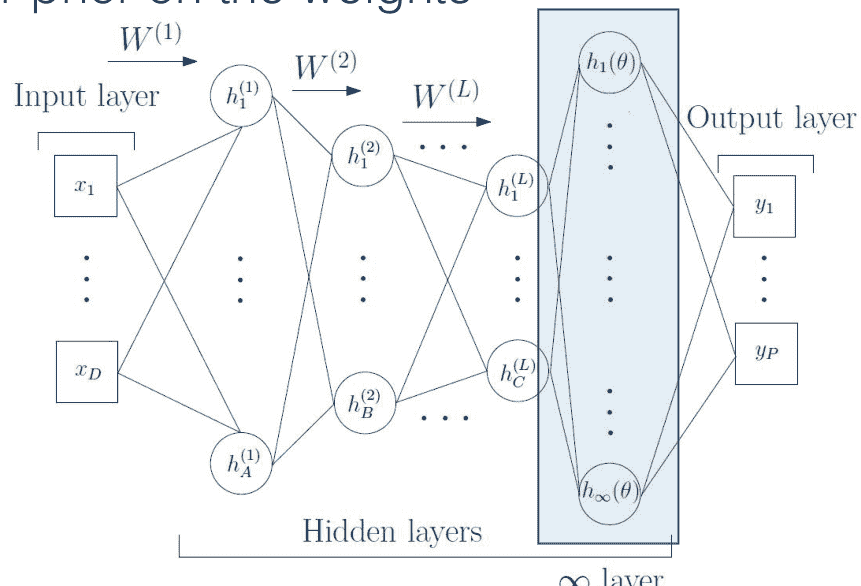 prior on the weights
W^{(1)}
W^{(2)}
W^{(L)}
Input layer
Output layer
x_1
x_D
h_1^{(1)}
h_A^{(1)}
h_1^{(2)}
h_B^{(2)}
h_1^{(L)}
h_C^{(L)}
h_1(θ)
h_∞(θ)
y_1
y_P
Hidden layers
∞ layer